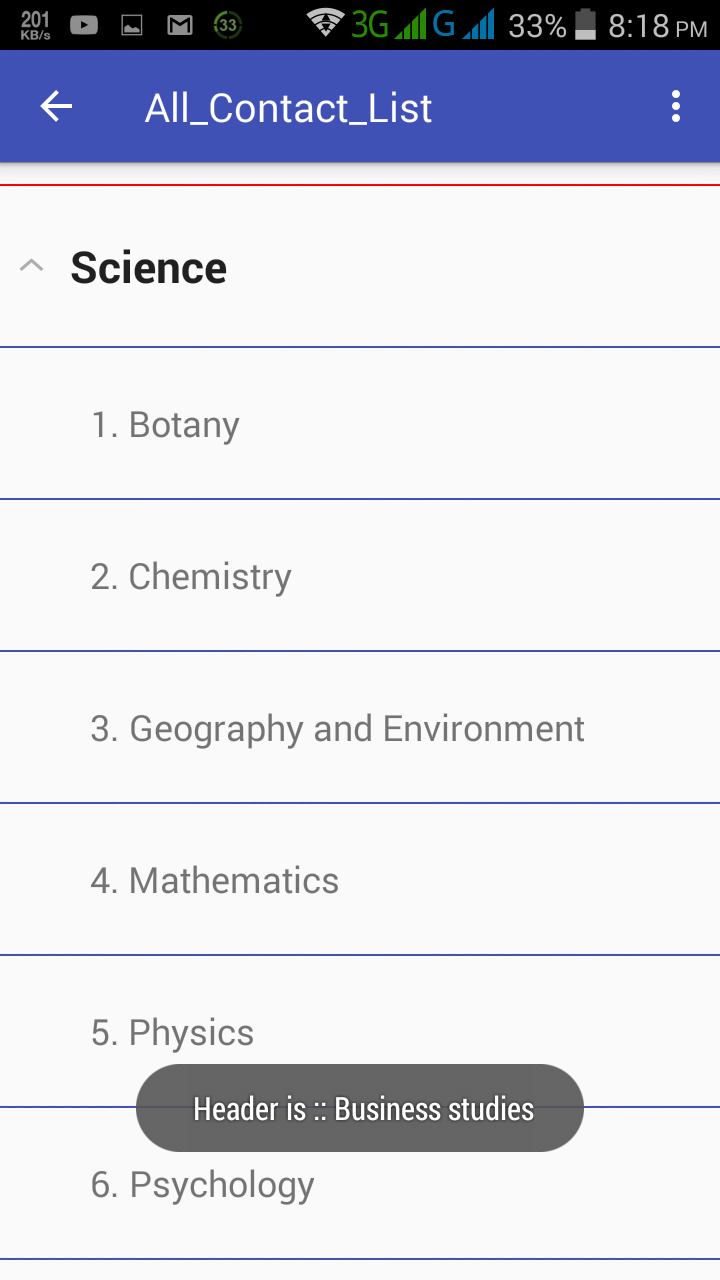 201 KB/s 33 3G G 33% 8:18 PM
All_Contact_List
Science
1. Botany
2. Chemistry
3. Geography and Environment
4. Mathematics
5. Physics
Header is :: Business studies
6. Psychology